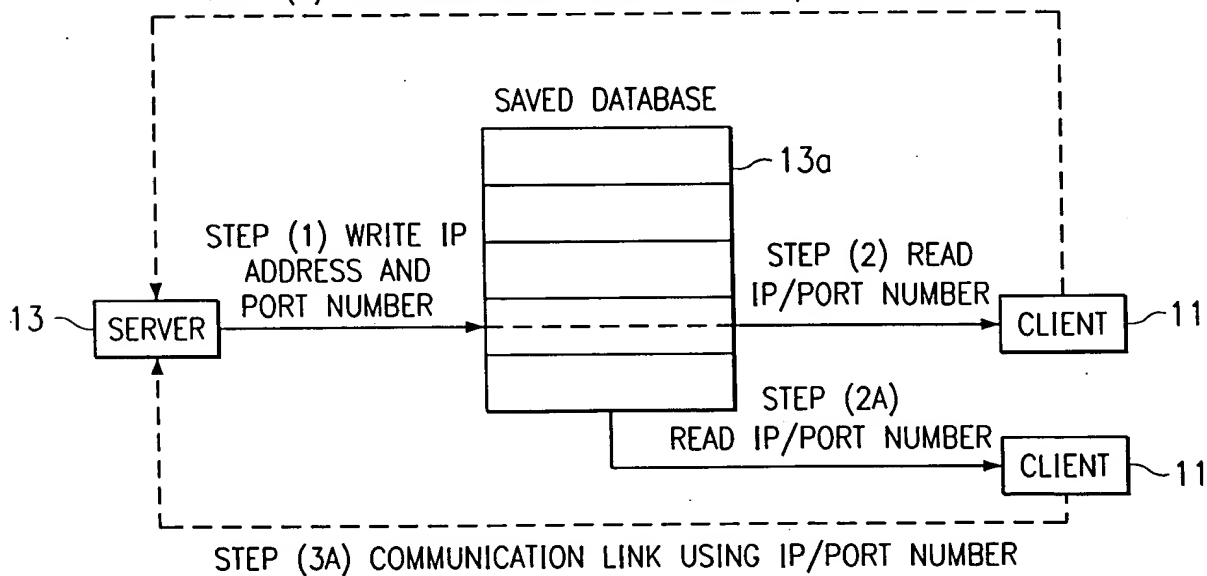 SAVED DATABASE
13a
STEP (1) WRITE IP
ADDRESS AND
PORT NUMBER
STEP (2) READ
IP/PORT NUMBER
13
SERVER
CLIENT
11
STEP (2A)
READ IP/PORT NUMBER
CLIENT
11
STEP (3A) COMMUNICATION LINK USING IP/PORT NUMBER